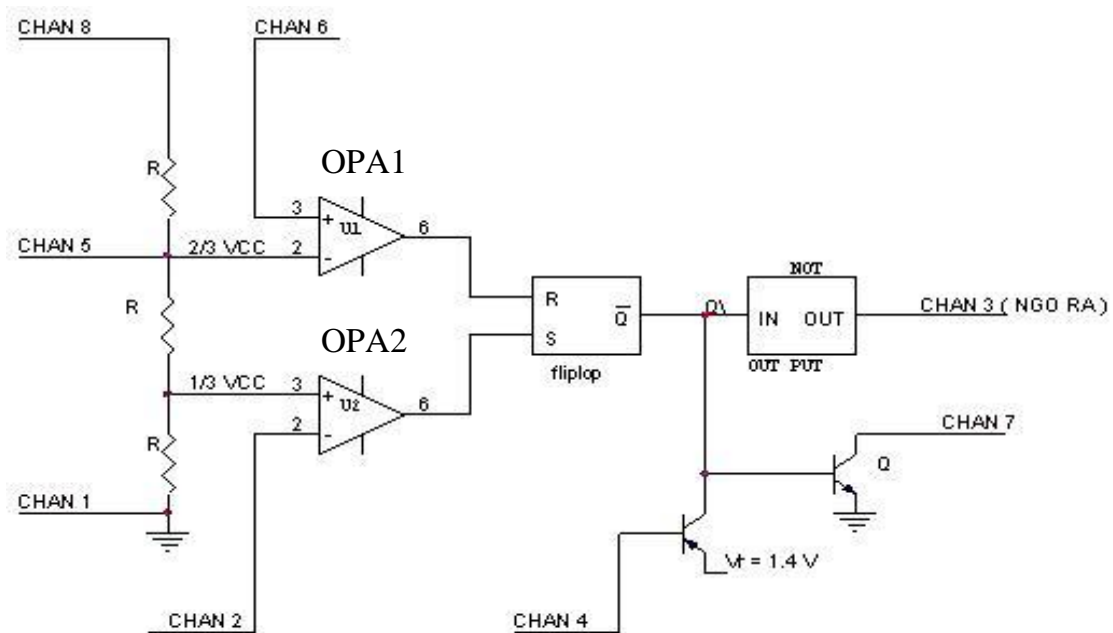 CHAN 8
CHAN 6
OPA1
R
3
+
U1
6
CHAN 5
2/3 VCC
2
-
NOT
R
R
Q
Q\
IN
OUT
CHAN 3 ( NGO RA)
OPA2
S
fliplop
OUT PUT
1/3 VCC
3
+
U2
6
2
-
CHAN 7
R
Q
CHAN 1
Vr = 1.4 V
CHAN 2
CHAN 4